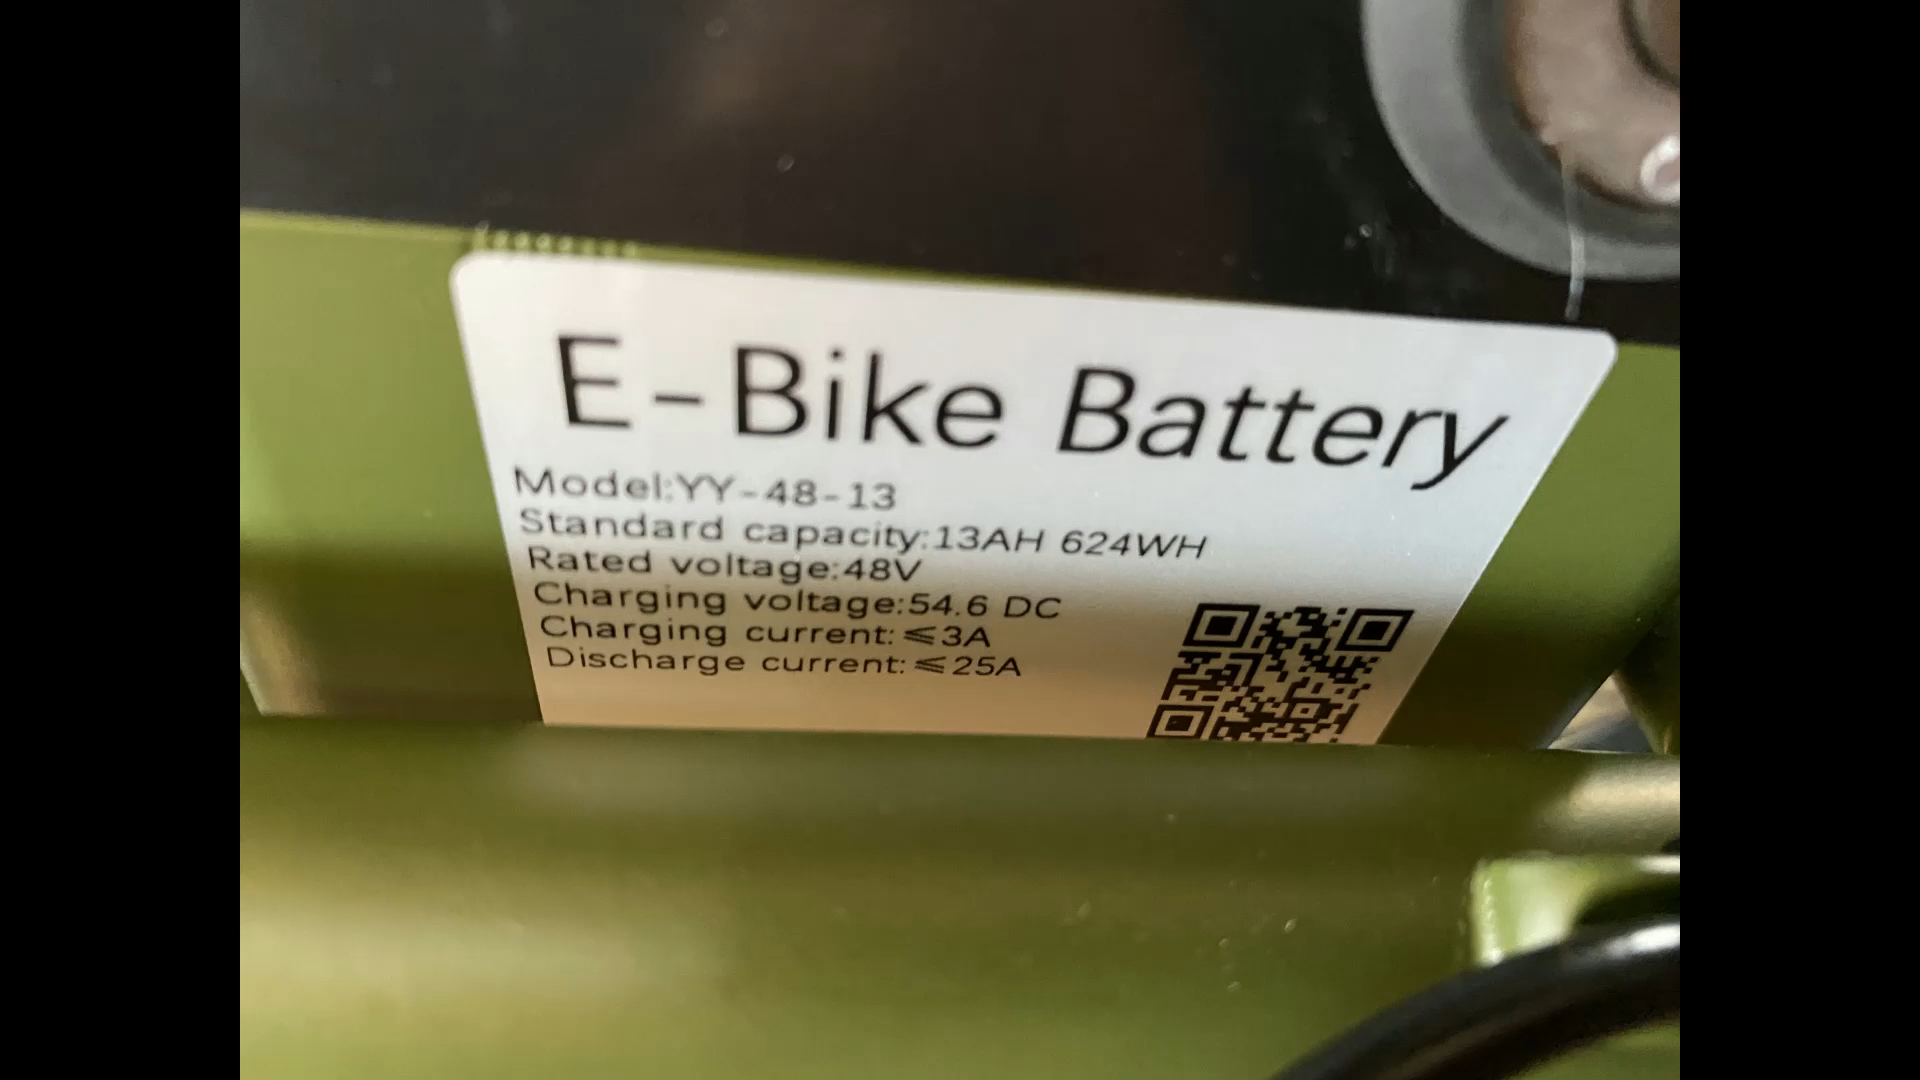 E-Bike Battery
Model:YY-48-13
Standard capacity:13AH 624WH
Rated voltage:48V
Charging voltage:54.6 DC
Charging current:⩽3A
Discharge current:⩽25A